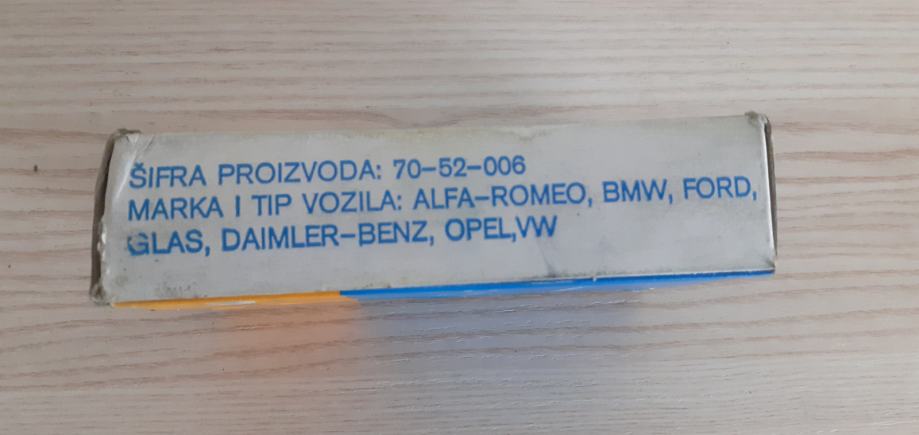 ŠIFRA PROIZVODA: 70-52-006
MARKA I TIP VOZILA: ALFA-ROMEO, BMW, FORD,
GLAS, DAIMLER-BENZ, OPEL,VW